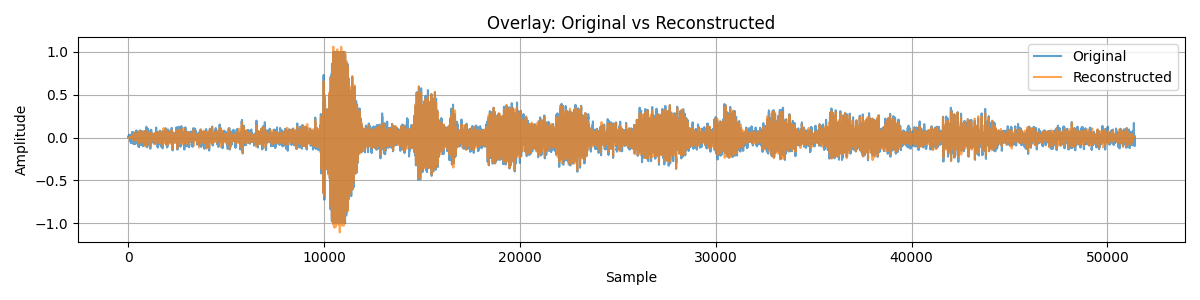 Overlay: Original vs Reconstructed
Original
Reconstructed
1.0
0.5
0.0
−0.5
−1.0
Amplitude
0 10000 20000 30000 40000 50000
Sample